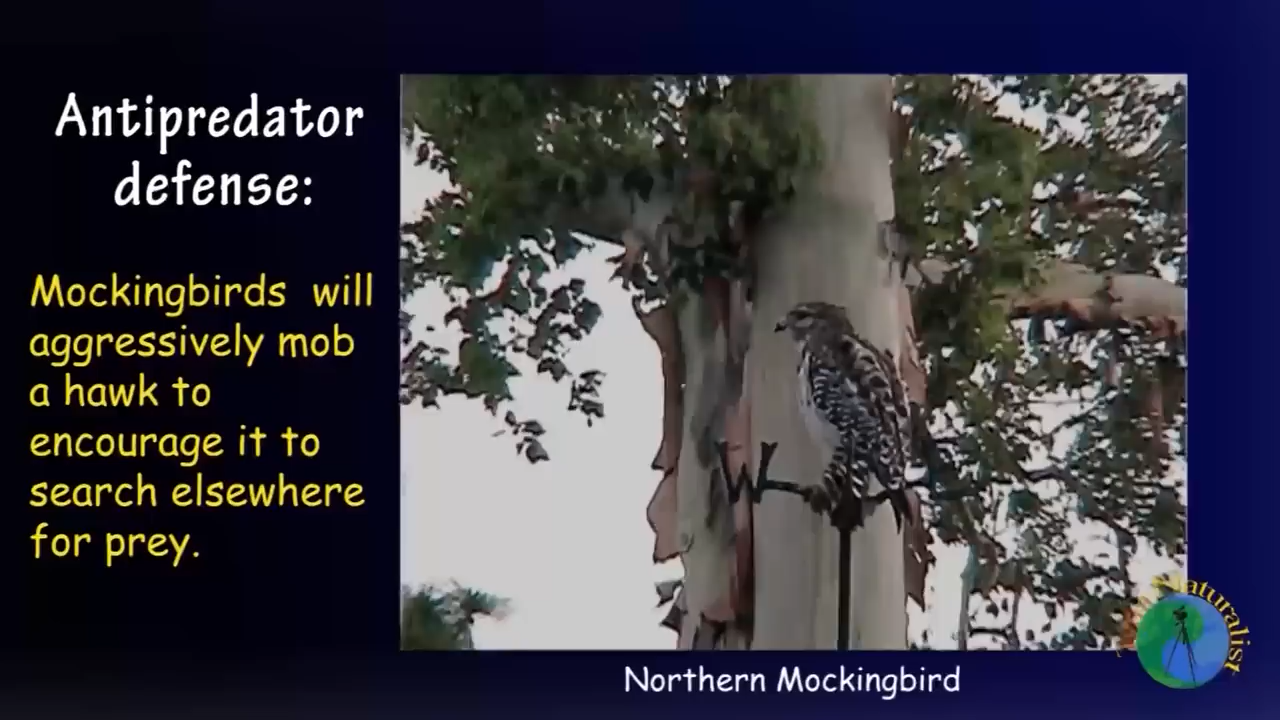 Antipredator
defense:
Mockingbirds will
aggressively mob
a hawk to
encourage it to
search elsewhere
for prey.
W
Northern Mockingbird
Naturalist